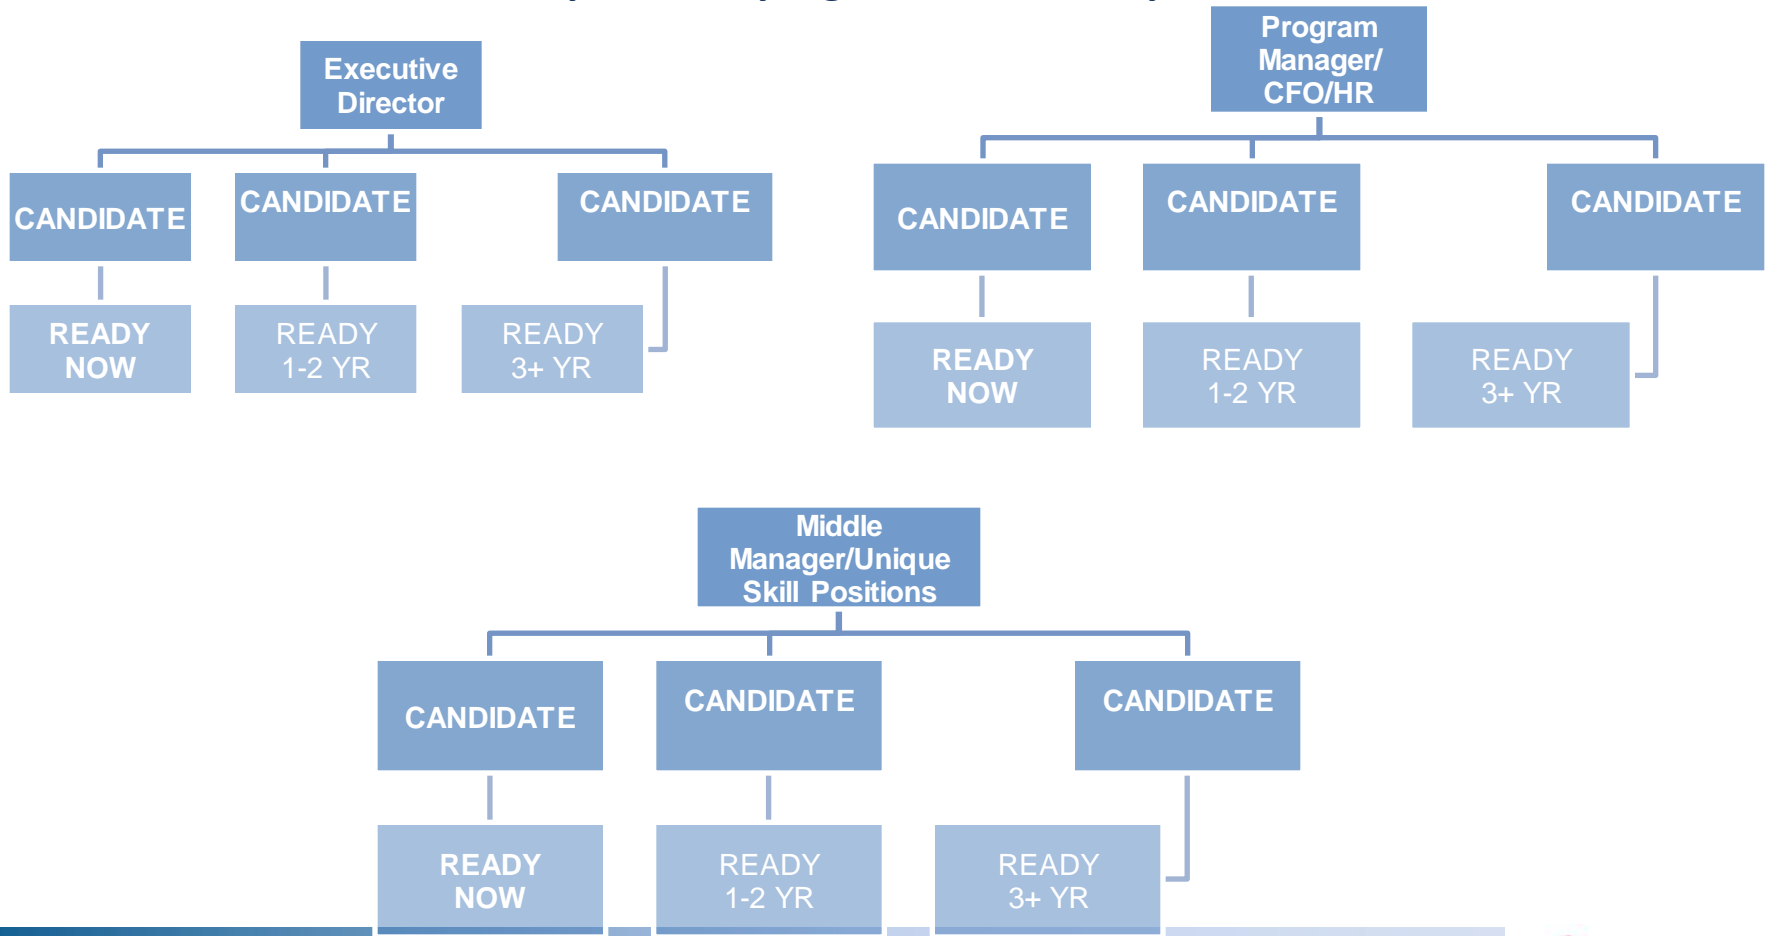 Executive
Director
CANDIDATE
CANDIDATE
CANDIDATE
READY
NOW
READY
1-2 YR
READY
3+ YR
Program
Manager/
CFO/HR
CANDIDATE
CANDIDATE
CANDIDATE
READY
NOW
READY
1-2 YR
READY
3+ YR
Middle
Manager/Unique
Skill Positions
CANDIDATE
CANDIDATE
CANDIDATE
READY
NOW
READY
1-2 YR
READY
3+ YR